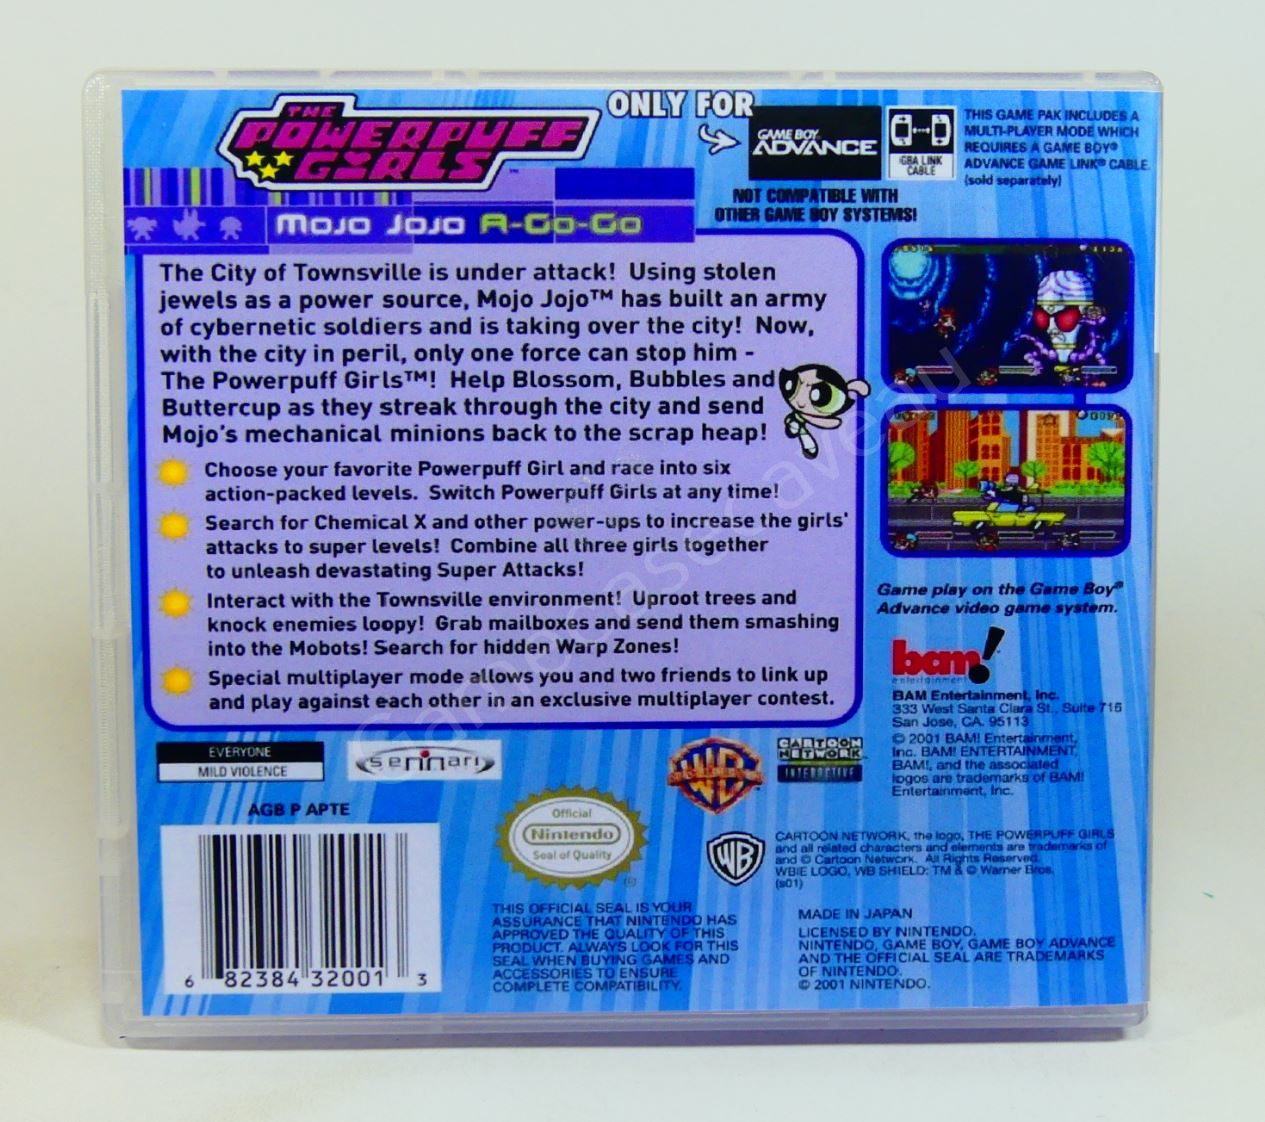 THE
POWERPUFF
GIRLS
™
MOJO JOJO A-GO-GO
ONLY FOR
GAME BOY
ADVANCE
GBA LINK
CABLE
THIS GAME PAK INCLUDES A
MULTI-PLAYER MODE WHICH
REQUIRES A GAME BOY®
ADVANCE GAME LINK® CABLE.
(sold separately)
NOT COMPATIBLE WITH
OTHER GAME BOY SYSTEMS!
The City of Townsville is under attack! Using stolen
jewels as a power source, Mojo Jojo™ has built an army
of cybernetic soldiers and is taking over the city! Now,
with the city in peril, only one force can stop him -
The Powerpuff Girls™! Help Blossom, Bubbles and
Buttercup as they streak through the city and send
Mojo's mechanical minions back to the scrap heap!
Choose your favorite Powerpuff Girl and race into six
action-packed levels. Switch Powerpuff Girls at any time!
Search for Chemical X and other power-ups to increase the girls'
attacks to super levels! Combine all three girls together
to unleash devastating Super Attacks!
Interact with the Townsville environment! Uproot trees and
knock enemies loopy! Grab mailboxes and send them smashing
into the Mobots! Search for hidden Warp Zones!
Special multiplayer mode allows you and two friends to link up
and play against each other in an exclusive multiplayer contest.
Game play on the Game Boy®
Advance video game system.
bam!
entertainment
BAM Entertainment, Inc.
333 West Santa Clara St., Suite 716
San Jose, CA. 95113
© 2001 BAM! Entertainment,
Inc. BAM! ENTERTAINMENT,
BAM!, and the associated
logos are trademarks of BAM!
Entertainment, Inc.
EVERYONE
MILD VIOLENCE
sennari
WB
CARTOON
NETWORK
INTERACTIVE
AGB P APTE
Official
Nintendo
Seal of Quality
WB
CARTOON NETWORK, the logo, THE POWERPUFF GIRLS
and all related characters and elements are trademarks of
and © Cartoon Network. All Rights Reserved.
WBIE LOGO, WB SHIELD: TM & © Warner Bros.
(s01)
6 82384 32001 3
THIS OFFICIAL SEAL IS YOUR
ASSURANCE THAT NINTENDO HAS
APPROVED THE QUALITY OF THIS
PRODUCT. ALWAYS LOOK FOR THIS
SEAL WHEN BUYING GAMES AND
ACCESSORIES TO ENSURE
COMPLETE COMPATIBILITY.
MADE IN JAPAN
LICENSED BY NINTENDO.
NINTENDO, GAME BOY, GAME BOY ADVANCE
AND THE OFFICIAL SEAL ARE TRADEMARKS
OF NINTENDO.
© 2001 NINTENDO.
Gamecasecaveau